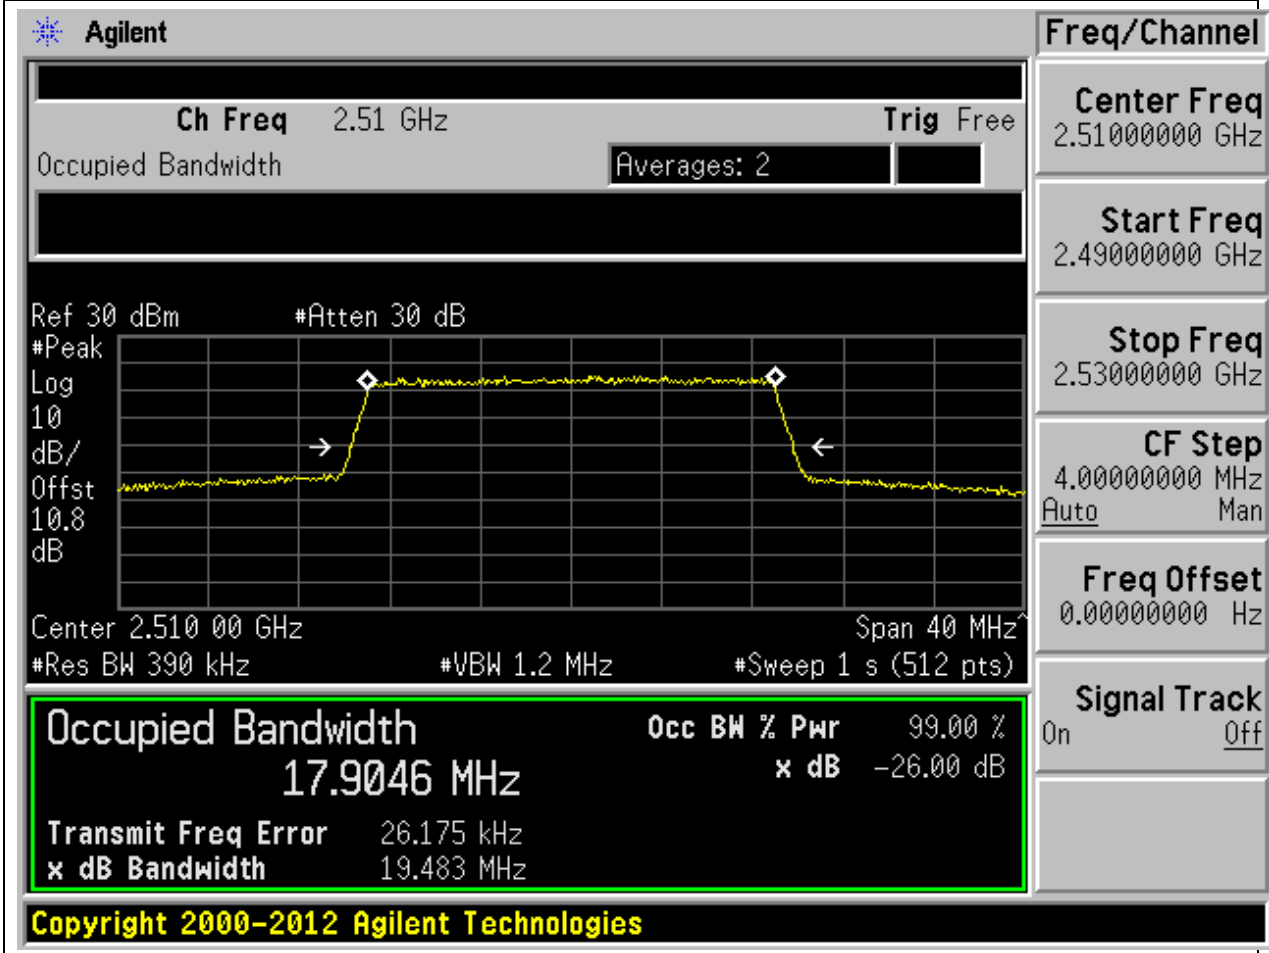 Agilent
Freq/Channel
Ch Freq 2.51 GHz Trig Free
Occupied Bandwidth Averages: 2
Center Freq
2.51000000 GHz
Start Freq
2.49000000 GHz
Stop Freq
2.53000000 GHz
CF Step
4.00000000 MHz
Auto Man
Freq Offset
0.00000000 Hz
Signal Track
On Off
Ref 30 dBm #Atten 30 dB
#Peak
Log
10
dB/
Offst
10.8
dB
Center 2.510 00 GHz Span 40 MHz^
#Res BW 390 kHz #VBW 1.2 MHz #Sweep 1 s (512 pts)
Occupied Bandwidth Occ BW % Pwr 99.00 %
17.9046 MHz x dB -26.00 dB
Transmit Freq Error 26.175 kHz
x dB Bandwidth 19.483 MHz
Copyright 2000-2012 Agilent Technologies